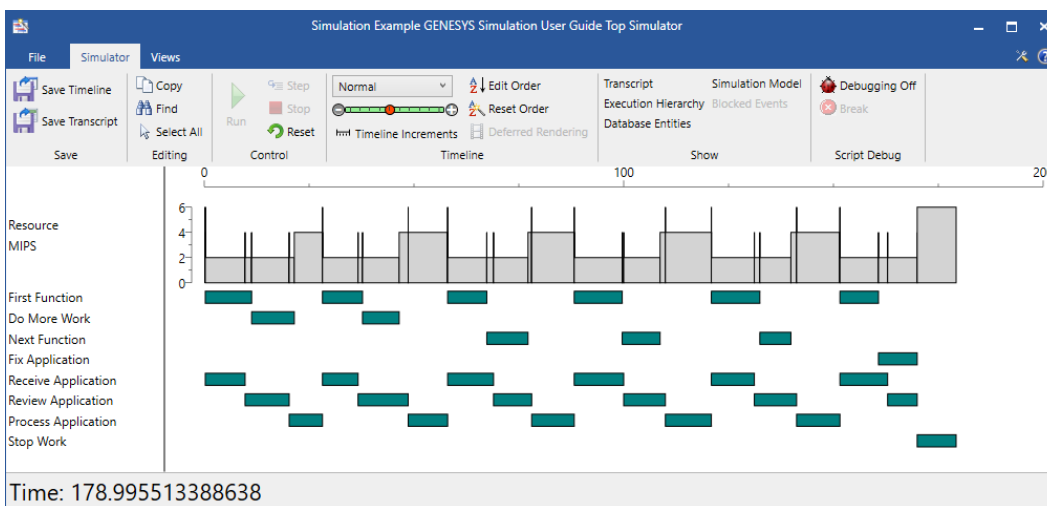 Simulation Example GENESYS Simulation User Guide Top Simulator
File Simulator Views
Save Timeline
Save Transcript
Save
Copy
Find
Select All
Editing
Run
Step
Stop
Reset
Control
Normal
Timeline Increments
Edit Order
Reset Order
Deferred Rendering
Timeline
Transcript Simulation Model
Execution Hierarchy Blocked Events
Database Entities
Show
Debugging Off
Break
Script Debug
0 100 20
Resource
MIPS
6
4
2
0
First Function
Do More Work
Next Function
Fix Application
Receive Application
Review Application
Process Application
Stop Work
Time: 178.995513388638